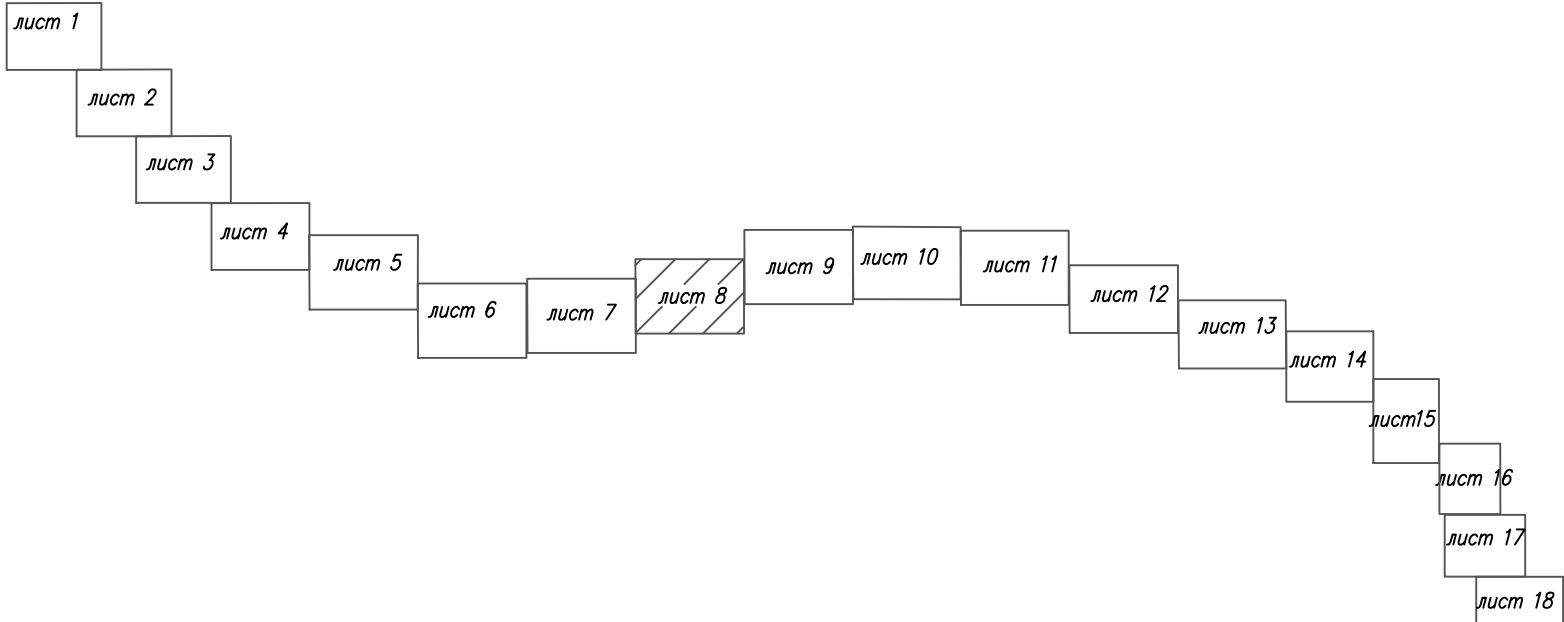 лист 1
лист 2
лист 3
лист 4
лист 5
лист 6
лист 7
лист 8
лист 9
лист 10
лист 11
лист 12
лист 13
лист 14
лист15
лист 16
лист 17
лист 18